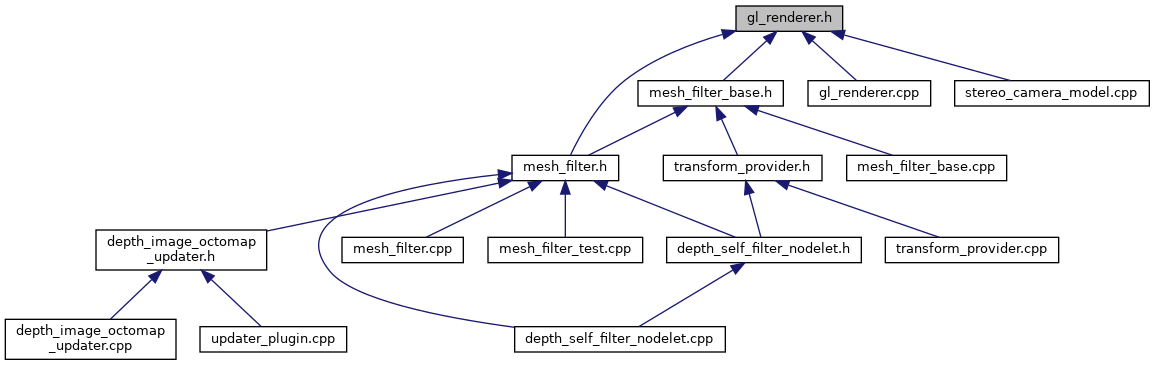 gl_renderer.h
mesh_filter_base.h
gl_renderer.cpp
stereo_camera_model.cpp
mesh_filter.h
transform_provider.h
mesh_filter_base.cpp
depth_image_octomap
_updater.h
mesh_filter.cpp
mesh_filter_test.cpp
depth_self_filter_nodelet.h
transform_provider.cpp
depth_image_octomap
_updater.cpp
updater_plugin.cpp
depth_self_filter_nodelet.cpp